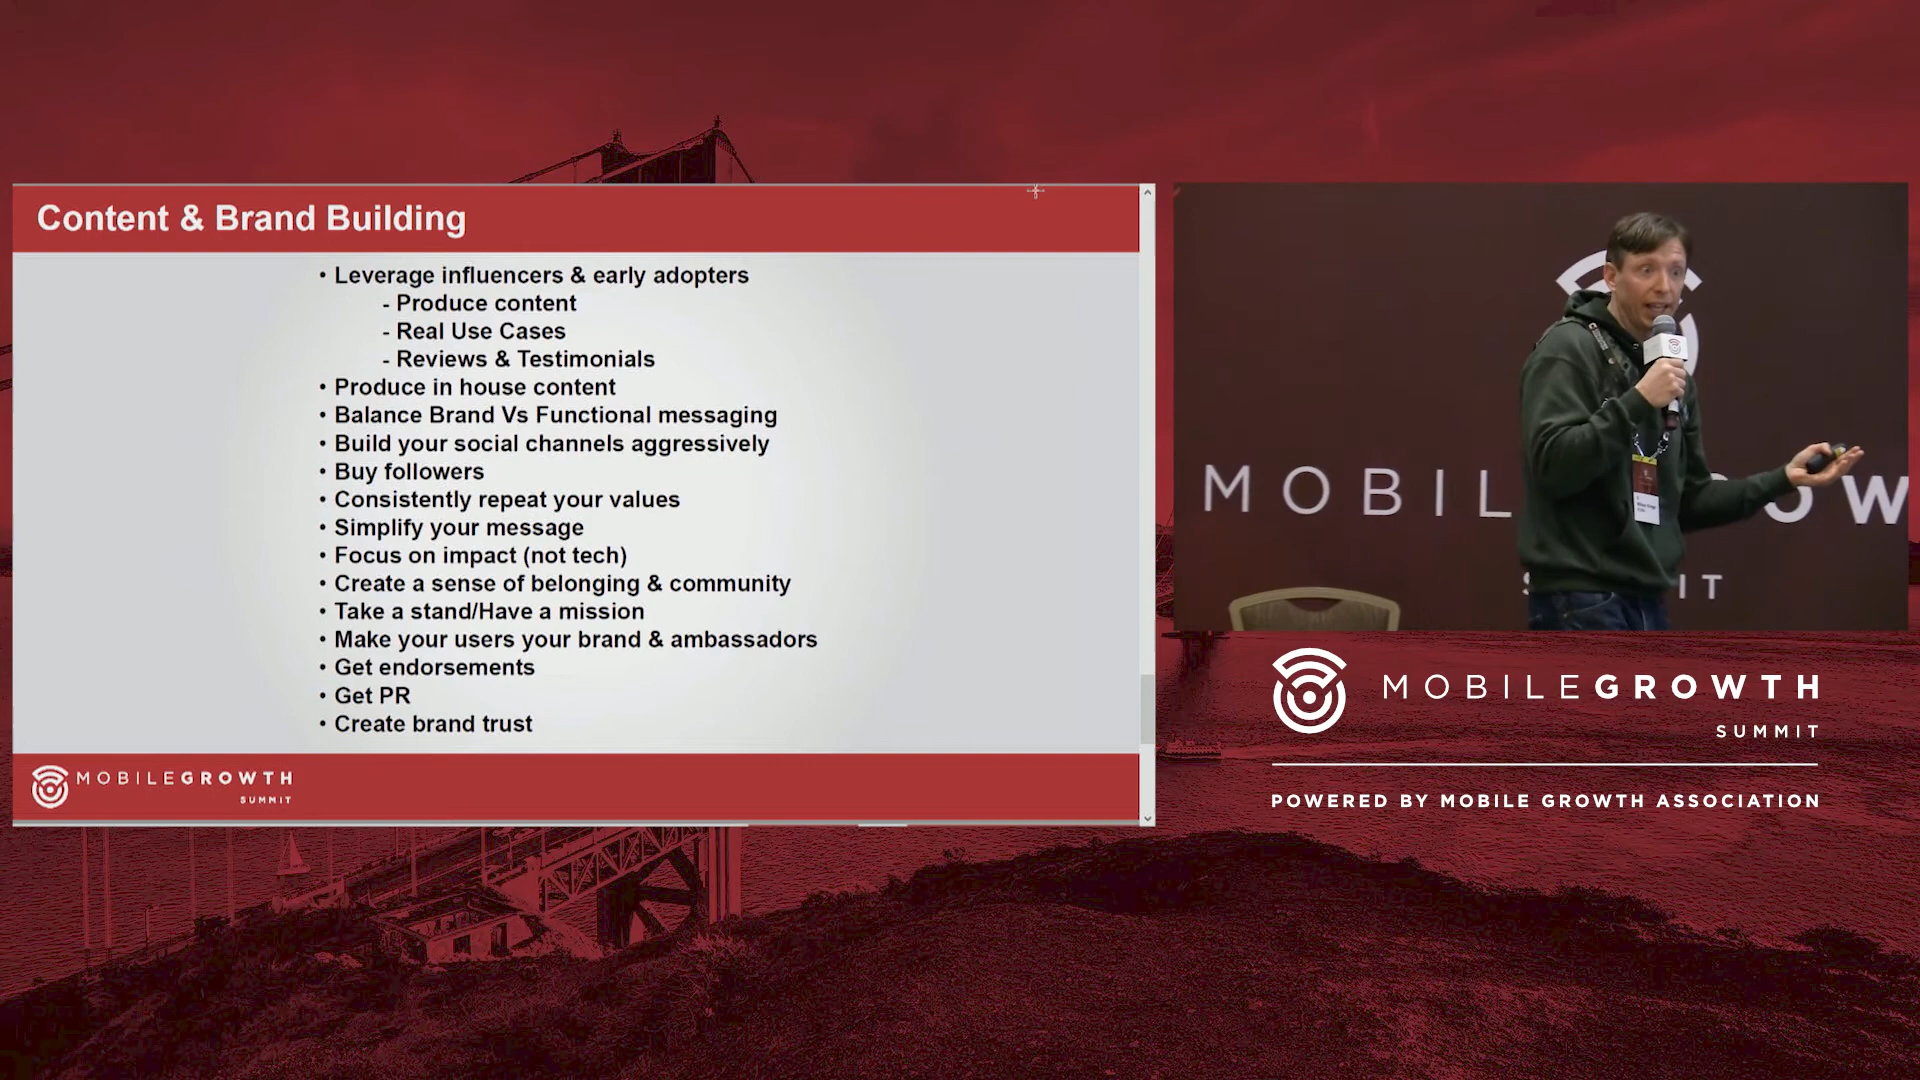 Content & Brand Building
• Leverage influencers & early adopters
- Produce content
- Real Use Cases
- Reviews & Testimonials
• Produce in house content
• Balance Brand Vs Functional messaging
• Build your social channels aggressively
• Buy followers
• Consistently repeat your values
• Simplify your message
• Focus on impact (not tech)
• Create a sense of belonging & community
• Take a stand/Have a mission
• Make your users your brand & ambassadors
• Get endorsements
• Get PR
• Create brand trust
MOBILEGROWTH
SUMMIT
MOBIL OW
S IT
MOBILEGROWTH
SUMMIT
POWERED BY MOBILE GROWTH ASSOCIATION